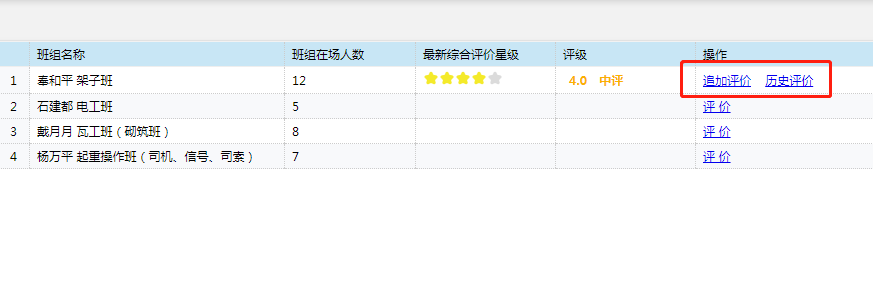 班组名称 班组在场人数 最新综合评价星级 评级 操作
1 秦和平 架子班 12 4.0 中评 追加评价 历史评价
2 石建都 电工班 5 评 价
3 戴月月 瓦工班（砌筑班） 8 评 价
4 杨万平 起重操作班（司机、信号、司索） 7 评 价